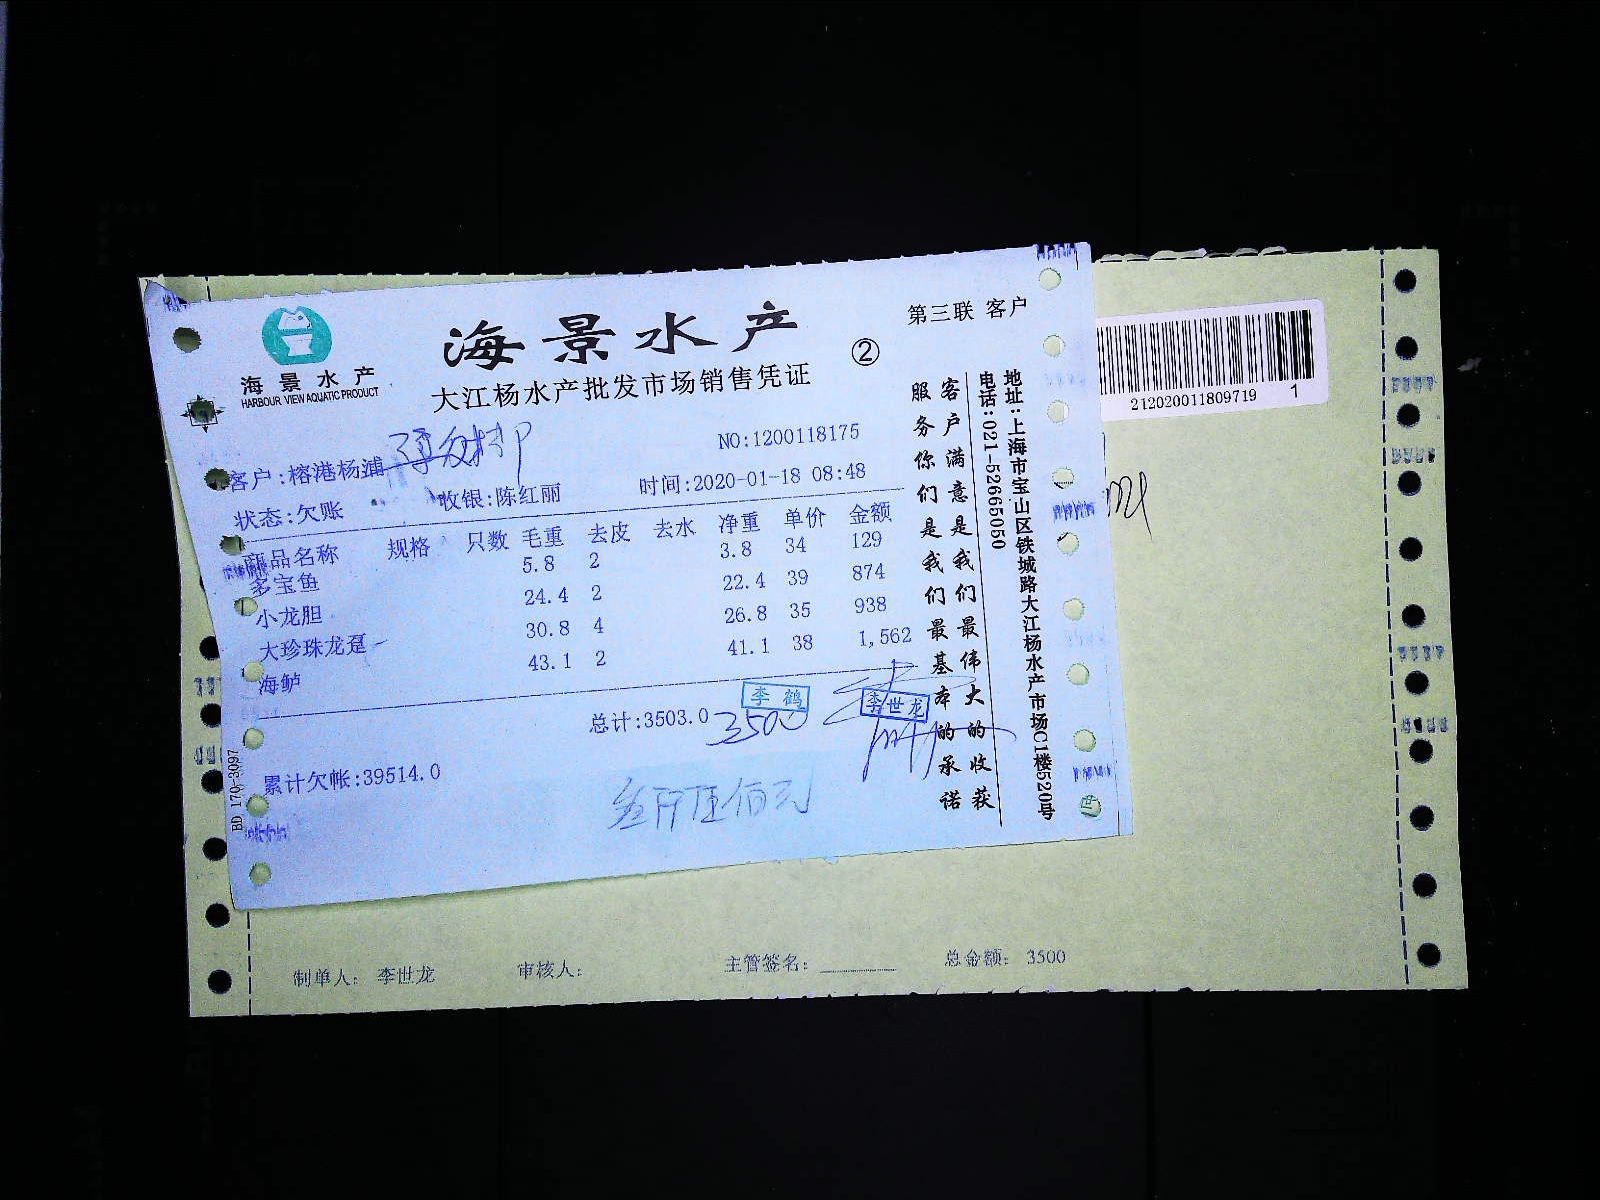 海景水产
HARBOUR VIEW AQUATIC PRODUCT
海景水产
大江杨水产批发市场销售凭证
②
第三联 客户
客户:榕港杨浦
NO:1200118175
状态:欠账 收银:陈红丽 时间:2020-01-18 08:48
商品名称 规格 只数 毛重 去皮 去水 净重 单价 金额
多宝鱼 5.8 2 3.8 34 129
小龙胆 24.4 2 22.4 39 874
大珍珠龙趸 30.8 4 26.8 35 938
海鲈 43.1 2 41.1 38 1,562
总计:3503.0 3500
李鹤
李世龙
累计欠帐:39514.0
叁仟伍佰元
BD 170-3097
客户满意是我们最伟大的收获
服务你们是我们最基本的承诺
地址:上海市宝山区铁城路大江杨水产市场C1楼520号
电话:021-52665050
世
212020011809719 1
制单人: 李世龙 审核人: 主管签名: 总金额: 3500